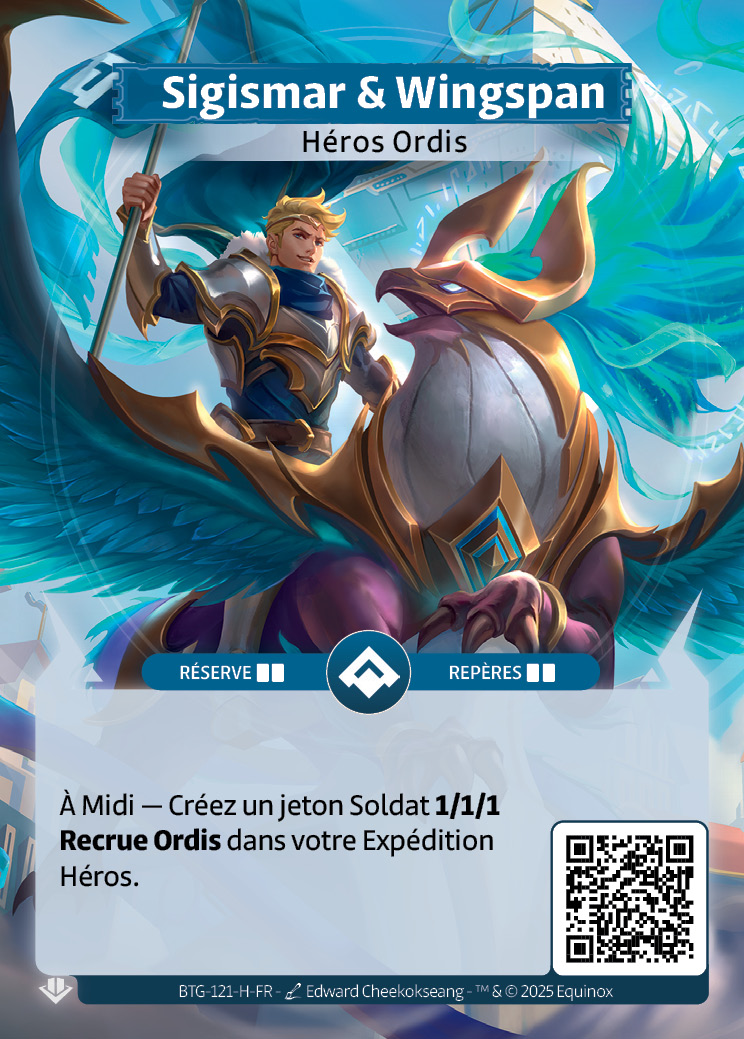 Sigismar & Wingspan
Héros Ordis
RÉSERVE
REPÈRES
À Midi — Créez un jeton Soldat 1/1/1
Recrue Ordis dans votre Expédition
Héros.
BTG-121-H-FR - Edward Cheekokseang - ™ & © 2025 Equinox